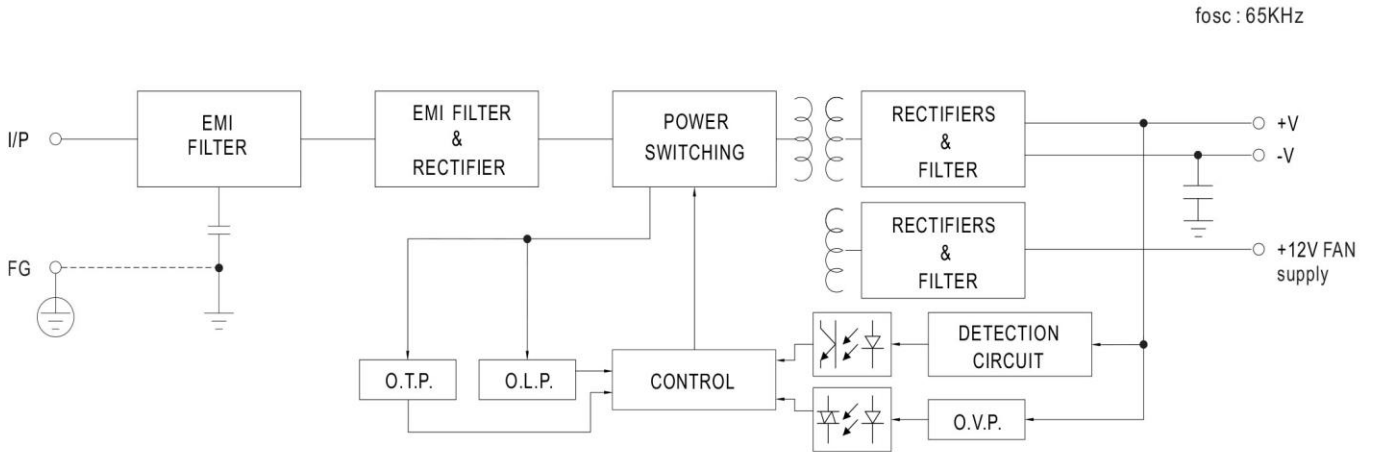 fosc : 65KHz
I/P
EMI
FILTER
EMI FILTER
&
RECTIFIER
POWER
SWITCHING
RECTIFIERS
&
FILTER
+V
-V
FG
RECTIFIERS
&
FILTER
+12V FAN
supply
O.T.P.
O.L.P.
CONTROL
DETECTION
CIRCUIT
O.V.P.